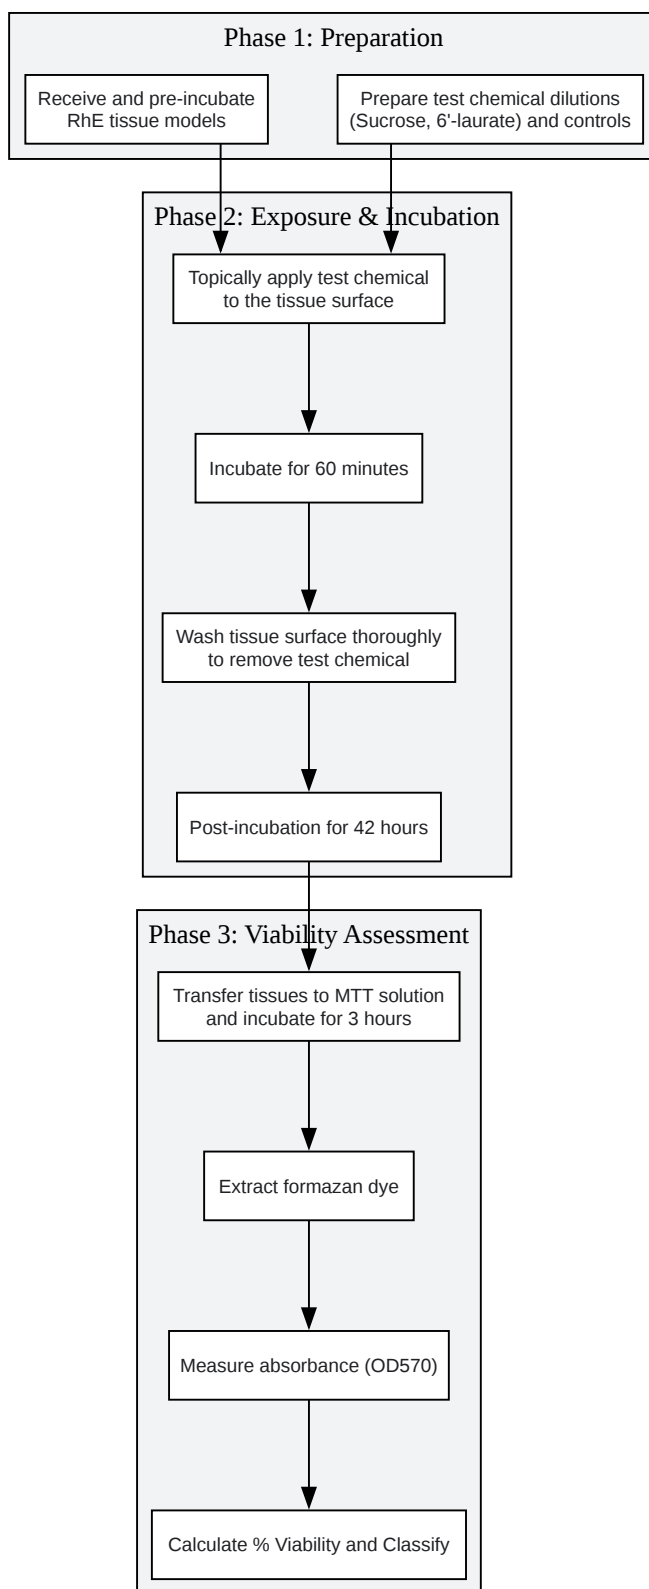 Phase 1: Preparation
Receive and pre-incubate
RhE tissue models
Prepare test chemical dilutions
(Sucrose, 6'-laurate) and controls
Phase 2: Exposure & Incubation
Topically apply test chemical
to the tissue surface
Incubate for 60 minutes
Wash tissue surface thoroughly
to remove test chemical
Post-incubation for 42 hours
Phase 3: Viability Assessment
Transfer tissues to MTT solution
and incubate for 3 hours
Extract formazan dye
Measure absorbance (OD570)
Calculate % Viability and Classify